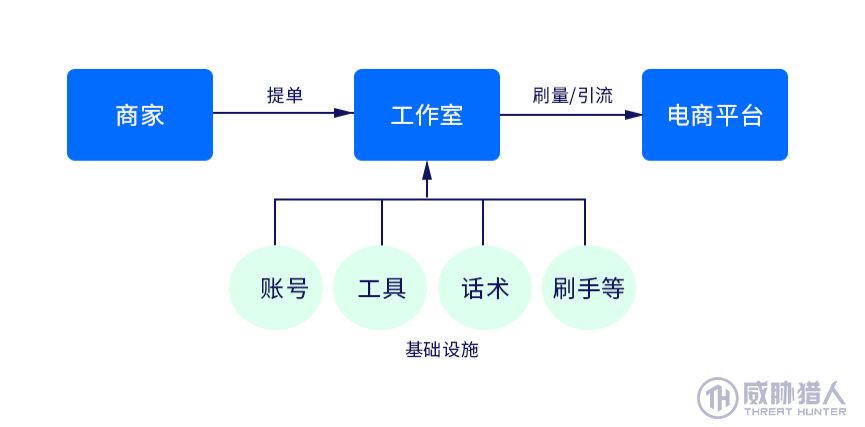 商家
提单
工作室
刷量/引流
电商平台
账号
工具
话术
刷手等
基础设施
威胁猎人
THREAT HUNTER